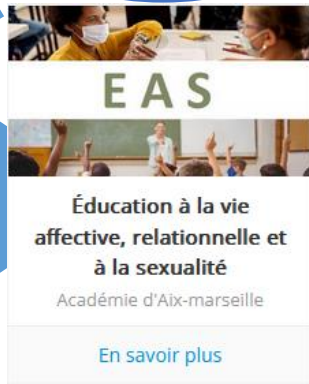 EAS
Éducation à la vie
affective, relationnelle et
à la sexualité
Académie d'Aix-marseille
En savoir plus